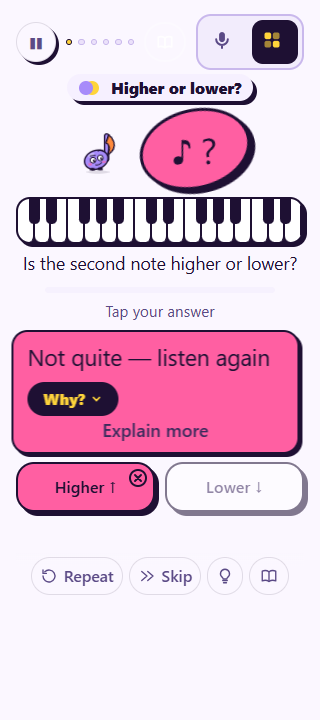 Higher or lower?
♪ ?
Is the second note higher or lower?
Tap your answer
Not quite — listen again
Why?
Explain more
Higher ↑
Lower ↓
Repeat
Skip